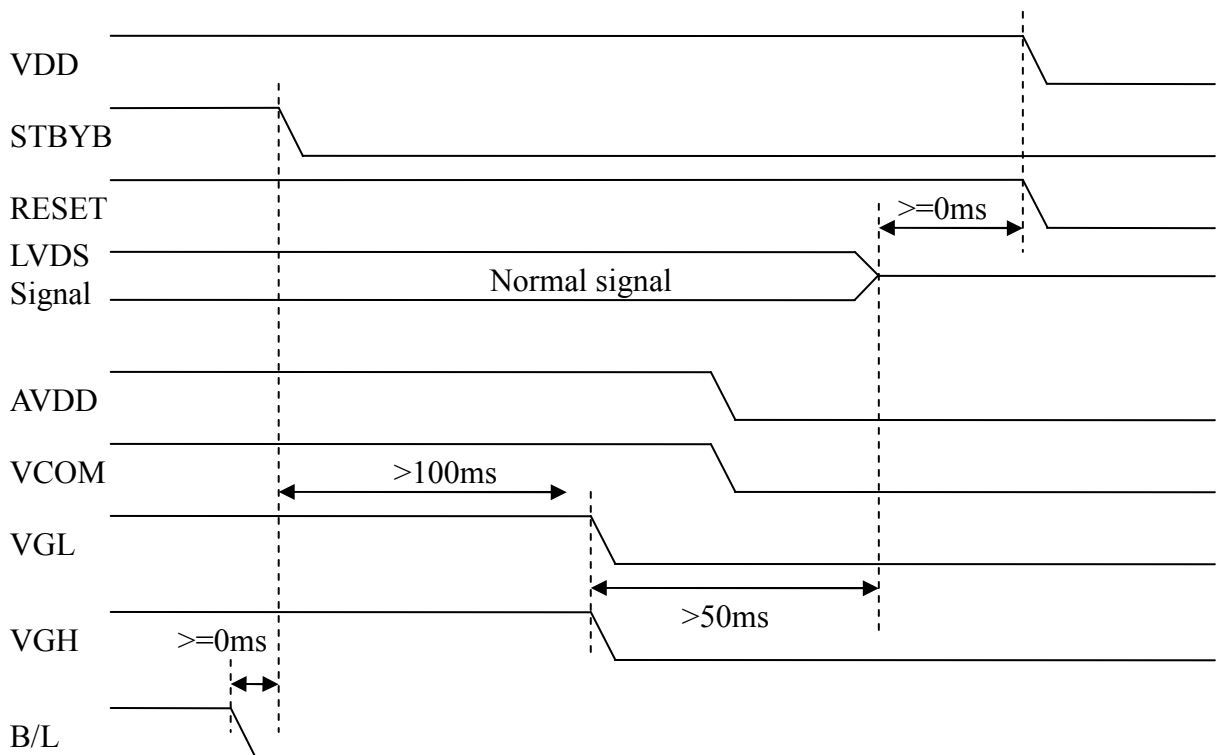 VDD
STBYB
RESET
>=0ms
LVDS
Signal
Normal signal
AVDD
VCOM
>100ms
VGL
>50ms
VGH
>=0ms
B/L